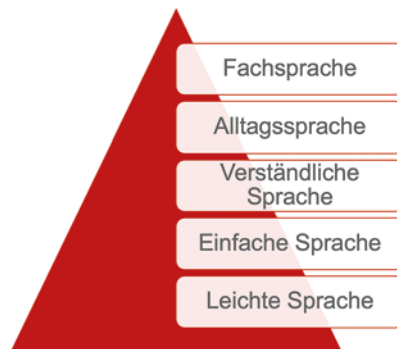 Fachsprache
Alltagssprache
Verständliche
Sprache
Einfache Sprache
Leichte Sprache